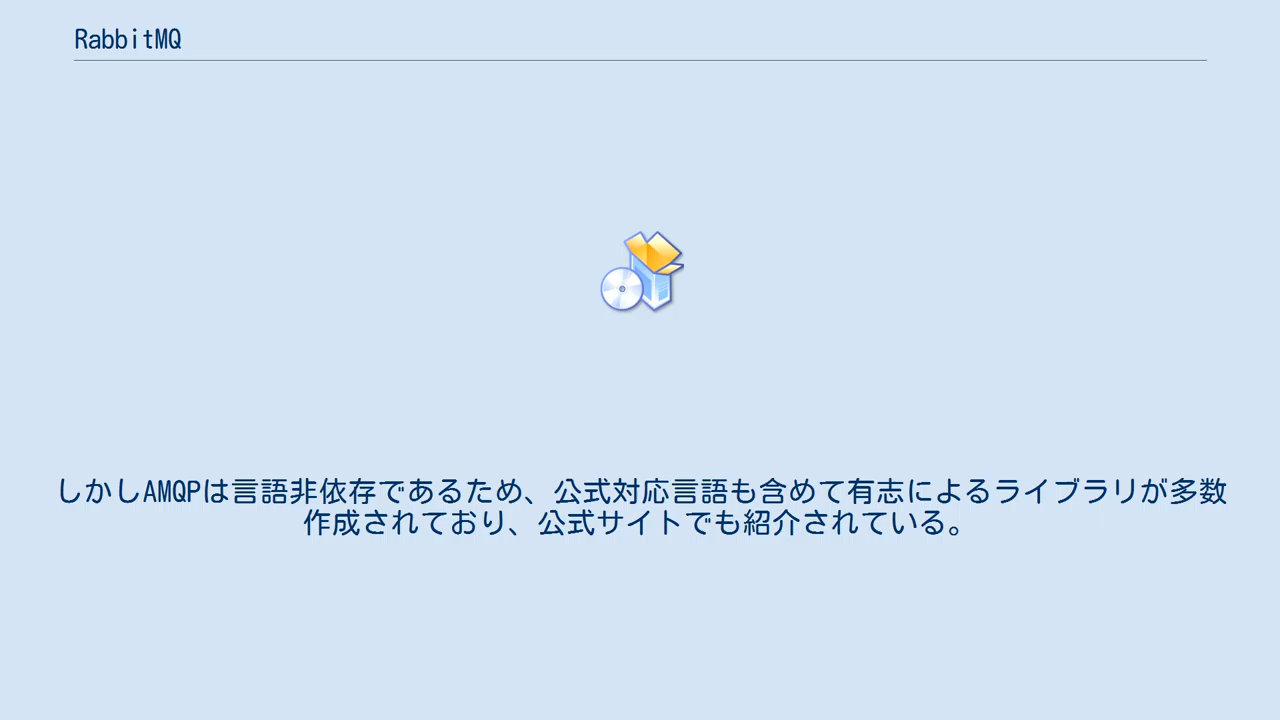 RabbitMQ
しかしAMQPは言語非依存であるため、公式対応言語も含めて有志によるライブラリが多数
作成されており、公式サイトでも紹介されている。